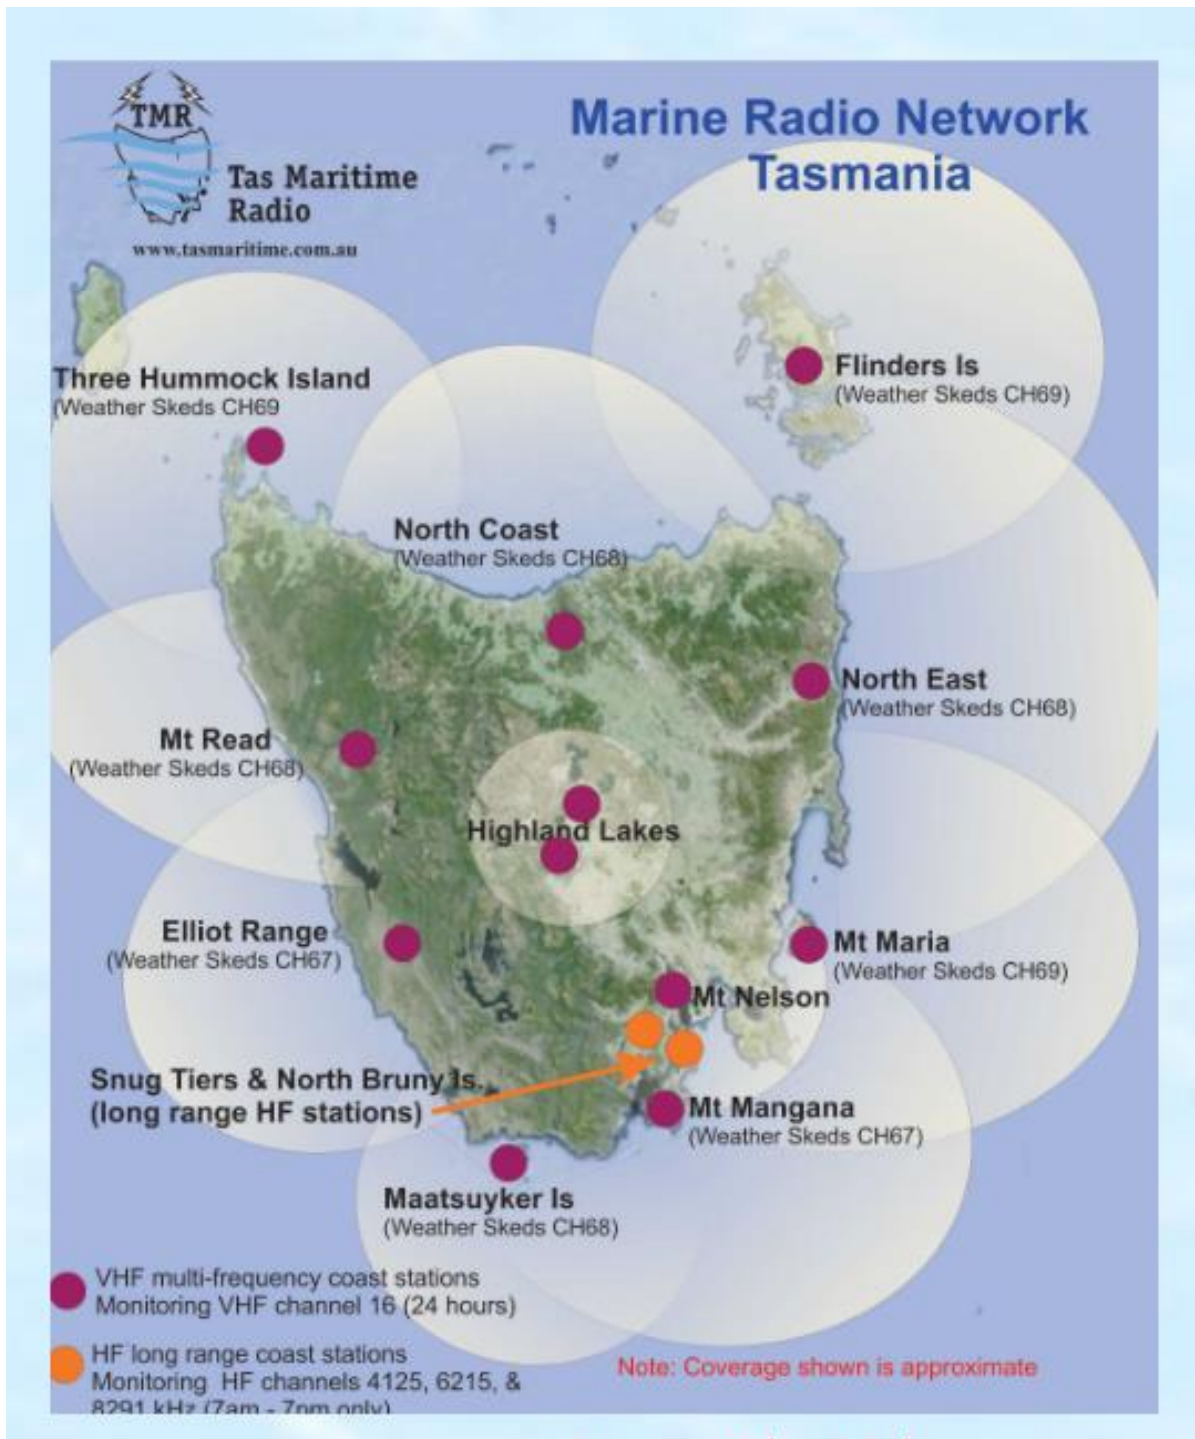 TMR
Tas Maritime
Radio
www.tasmaritime.com.au
Marine Radio Network
Tasmania
Three Hummock Island
(Weather Skeds CH69
Flinders Is
(Weather Skeds CH69)
North Coast
(Weather Skeds CH68)
North East
(Weather Skeds CH68)
Mt Read
(Weather Skeds CH68)
Highland Lakes
Elliot Range
(Weather Skeds CH67)
Mt Maria
(Weather Skeds CH69)
Mt Nelson
Snug Tiers & North Bruny Is.
(long range HF stations)
Mt Mangana
(Weather Skeds CH67)
Maatsuyker Is
(Weather Skeds CH68)
VHF multi-frequency coast stations
Monitoring VHF channel 16 (24 hours)
HF long range coast stations
Monitoring HF channels 4125, 6215, &
8291 kHz (7am - 7pm only)
Note: Coverage shown is approximate